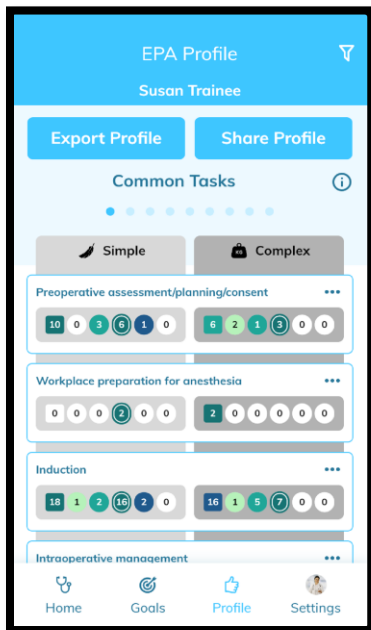 EPA Profile
Susan Trainee
Export Profile Share Profile
Common Tasks
Simple Complex
Preoperative assessment/planning/consent
10 0 3 6 1 0 6 2 1 3 0 0
Workplace preparation for anesthesia
0 0 0 2 0 0 2 0 0 0 0 0
Induction
18 1 2 16 2 0 16 1 5 7 0 0
Intraoperative management
Home Goals Profile Settings